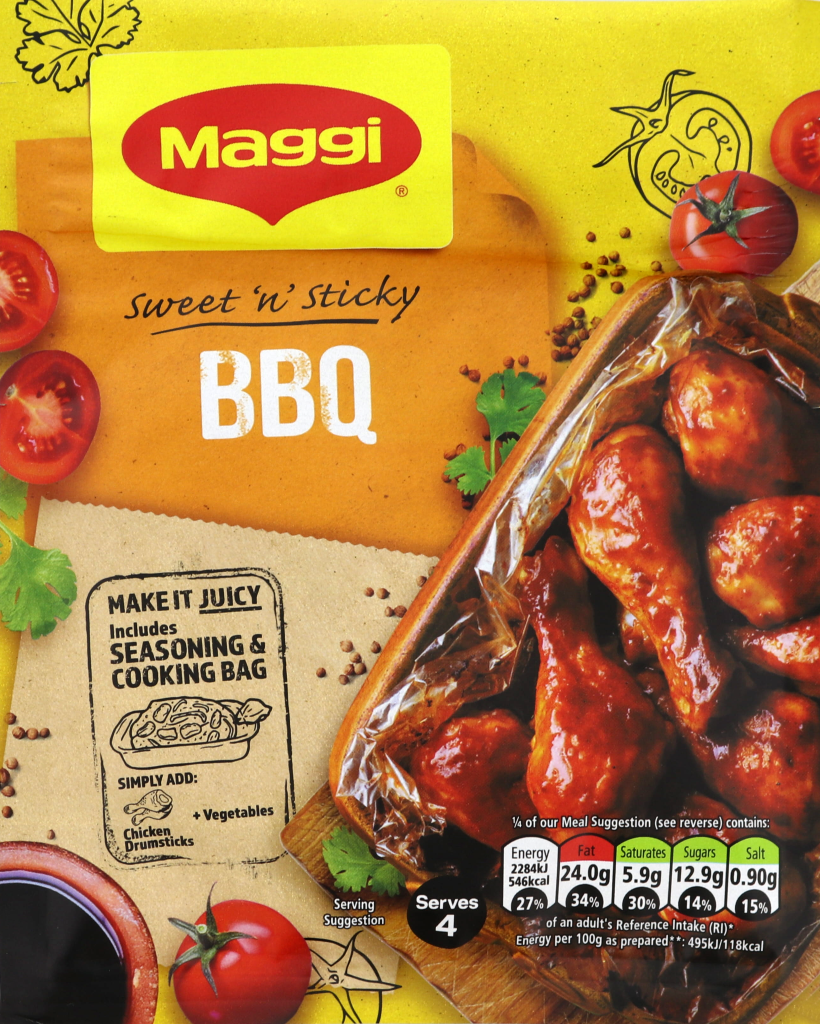 Maggi
®
Sweet 'n' Sticky
BBQ
MAKE IT JUICY
Includes
SEASONING &
COOKING BAG
SIMPLY ADD:
+ Vegetables
Chicken
Drumsticks
¼ of our Meal Suggestion (see reverse) contains:
Energy
2284kJ
546kcal
27%
Fat
24.0g
34%
Saturates
5.9g
30%
Sugars
12.9g
14%
Salt
0.90g
15%
of an adult's Reference Intake (RI)*
Energy per 100g as prepared**: 495kJ/118kcal
Serving
Suggestion
Serves
4